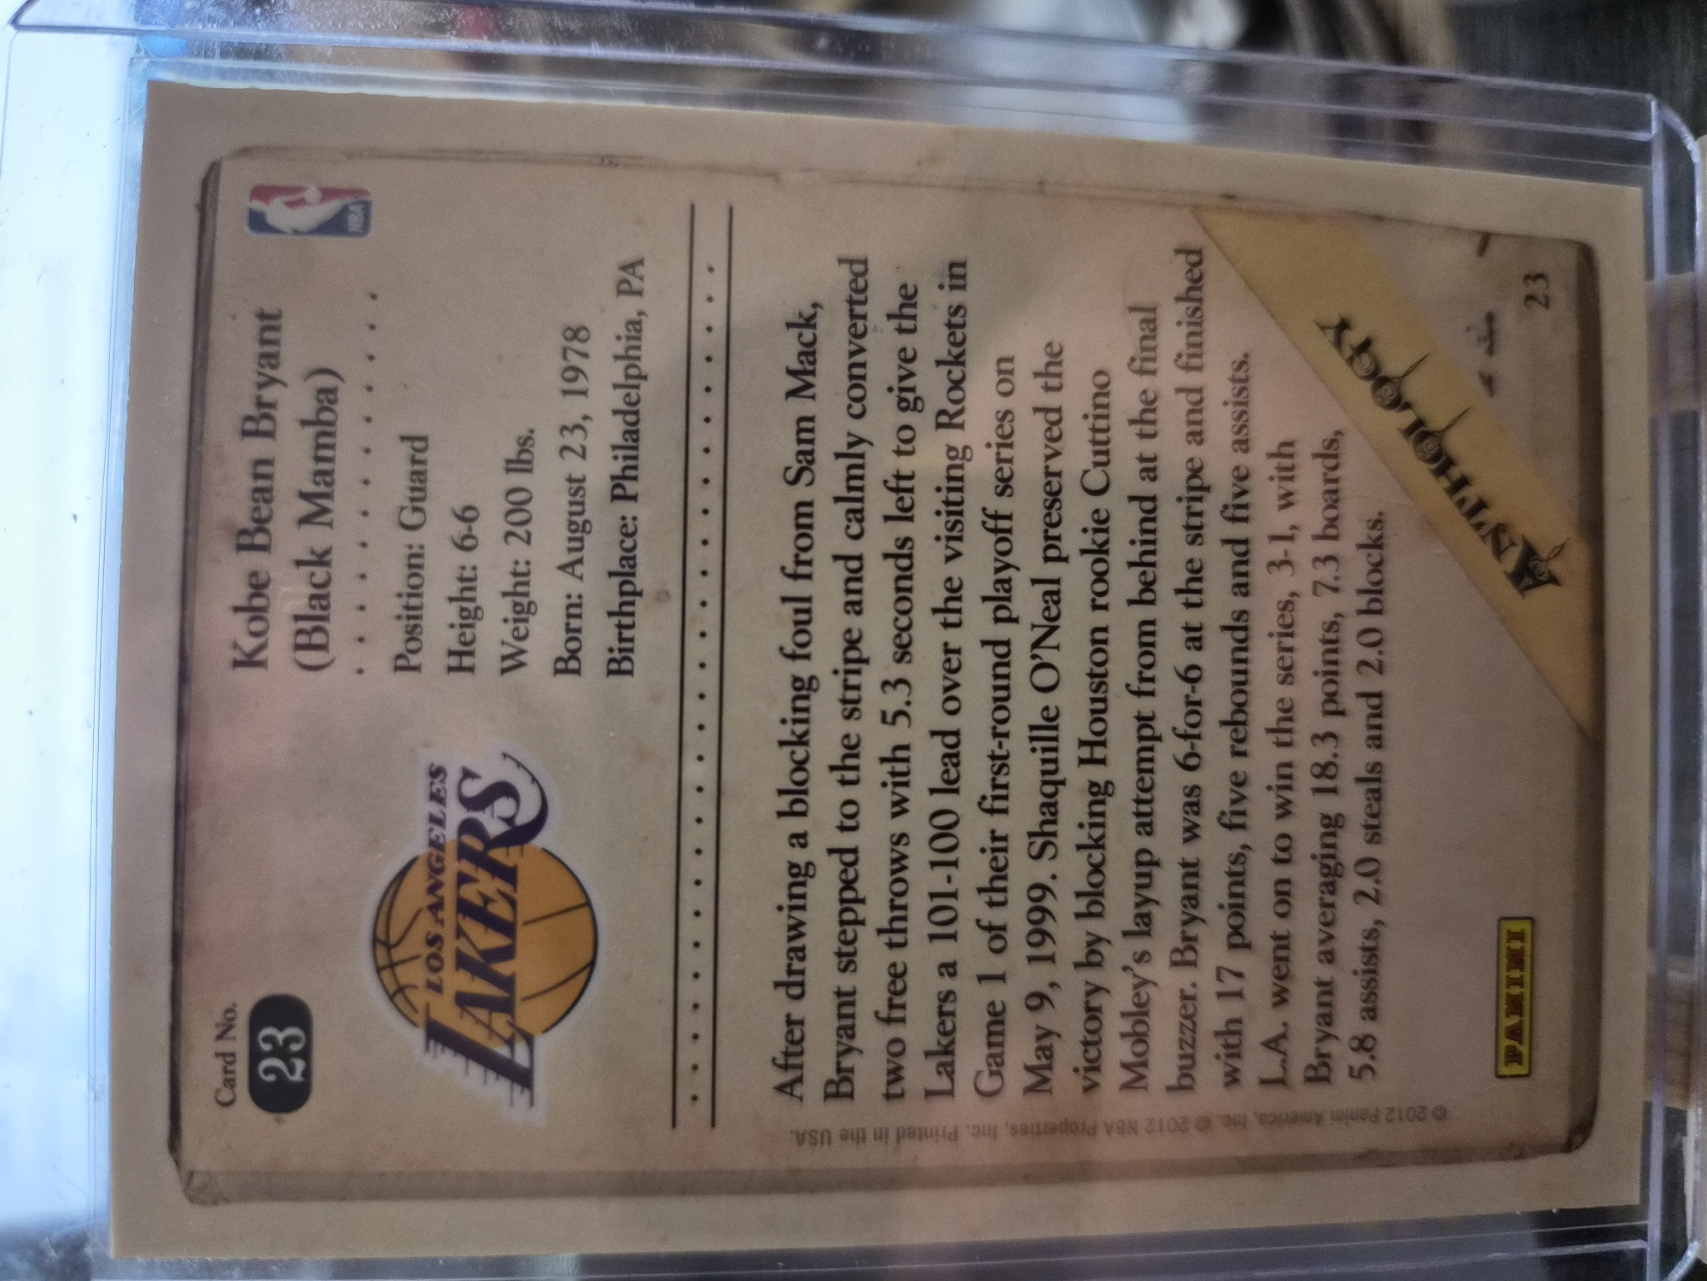 Card No.
23
Kobe Bean Bryant
(Black Mamba)
Position: Guard
Height: 6-6
Weight: 200 lbs.
Born: August 23, 1978
Birthplace: Philadelphia, PA
NBA
LOS ANGELES
LAKERS
After drawing a blocking foul from Sam Mack,
Bryant stepped to the stripe and calmly converted
two free throws with 5.3 seconds left to give the
Lakers a 101-100 lead over the visiting Rockets in
Game 1 of their first-round playoff series on
May 9, 1999. Shaquille O'Neal preserved the
victory by blocking Houston rookie Cuttino
Mobley's layup attempt from behind at the final
buzzer. Bryant was 6-for-6 at the stripe and finished
with 17 points, five rebounds and five assists.
L.A. went on to win the series, 3-1, with
Bryant averaging 18.3 points, 7.3 boards,
5.8 assists, 2.0 steals and 2.0 blocks.
© 2012 Panini America, Inc. © 2012 NBA Properties, Inc. Printed in the USA.
PANINI
ANTHOLOGY
23